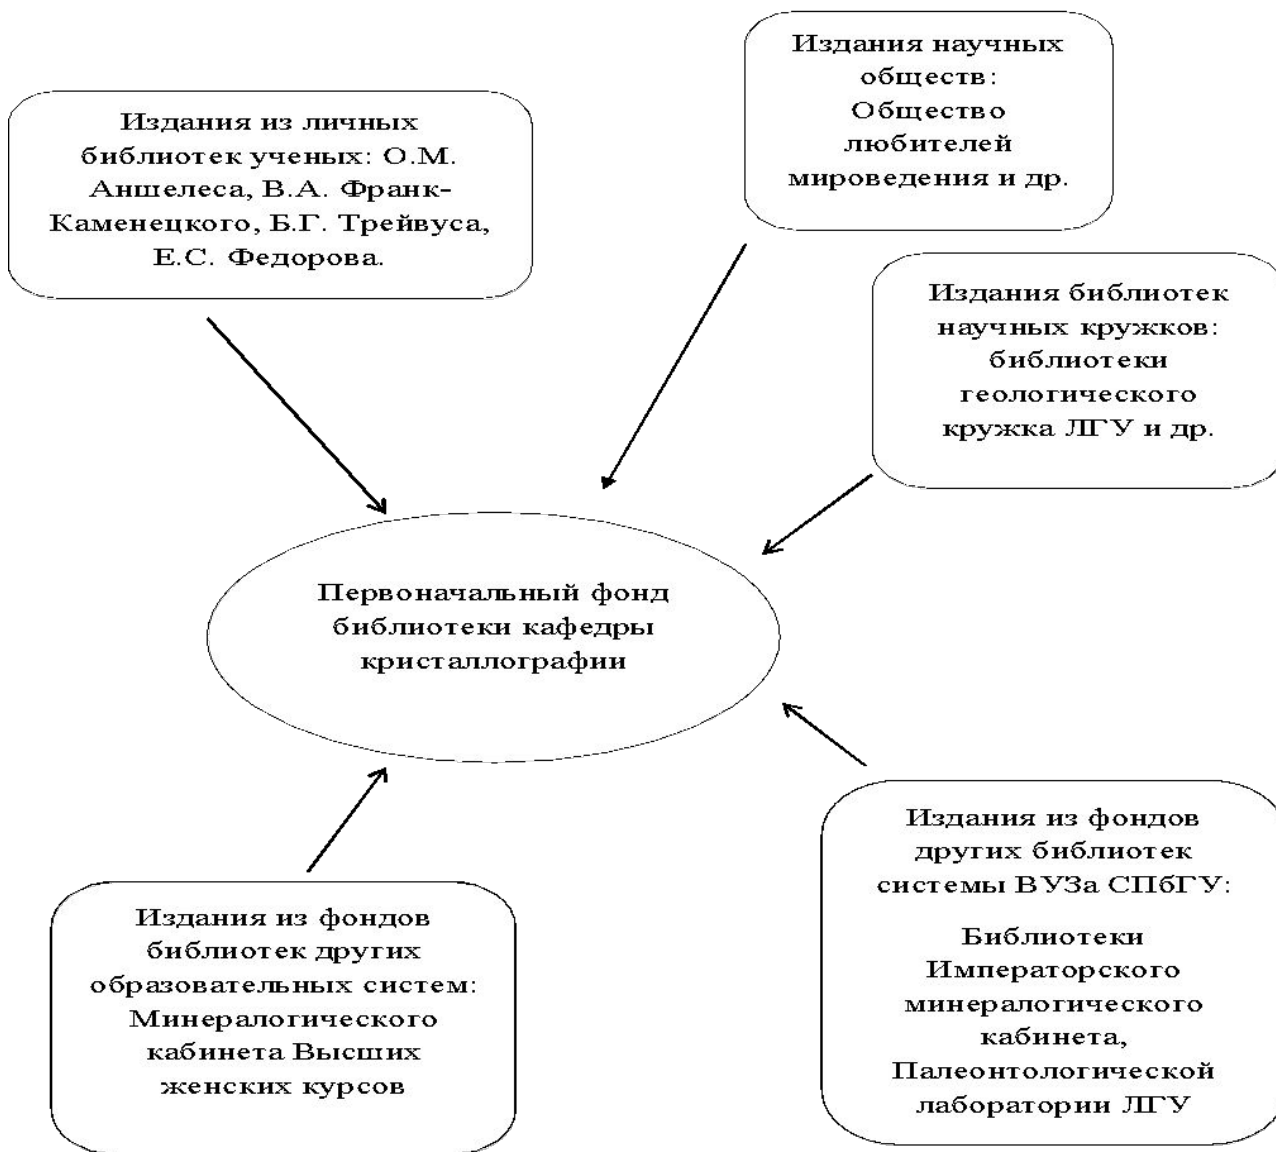 Издания научных
обществ:
Общество
любителей
мироведения и др.
Издания из личных
библиотек ученых: О.М.
Аншелеса, В.А. Франк-
Каменецкого, Б.Г. Трейвуса,
Е.С. Федорова.
Издания библиотек
научных кружков:
библиотеки
геологического
кружка ЛГУ и др.
Первоначальный фонд
библиотеки кафедры
кристаллографии
Издания из фондов
других библиотек
системы ВУЗа СПбГУ:
Библиотеки
Императорского
минералогического
кабинета,
Палеонтологической
лаборатории ЛГУ
Издания из фондов
библиотек других
образовательных систем:
Минералогического
кабинета Высших
женских курсов